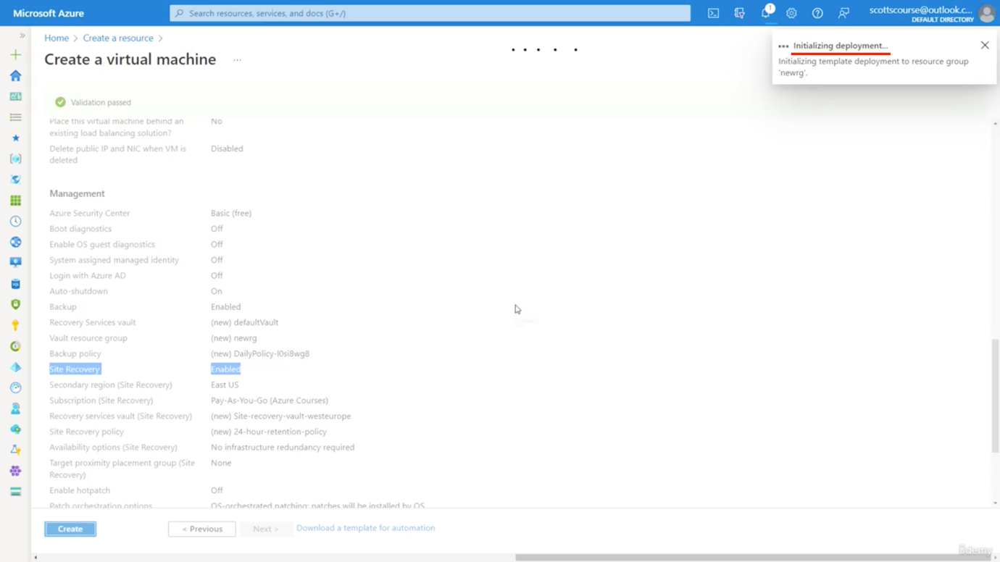 Microsoft Azure
Search resources, services, and docs (G+/)
1
scottscourse@outlook.c...
DEFAULT DIRECTORY
Home > Create a resource >
Create a virtual machine ...
Initializing deployment...
Initializing template deployment to resource group
'newrg'.
Validation passed
Place this virtual machine behind an
existing load balancing solution?
No
Delete public IP and NIC when VM is
deleted
Disabled
Management
Azure Security Center Basic (free)
Boot diagnostics Off
Enable OS guest diagnostics Off
System assigned managed identity Off
Login with Azure AD Off
Auto-shutdown On
Backup Enabled
Recovery Services vault (new) defaultVault
Vault resource group (new) newrg
Backup policy (new) DailyPolicy-l0si8wg8
Site Recovery Enabled
Secondary region (Site Recovery) East US
Subscription (Site Recovery) Pay-As-You-Go (Azure Courses)
Recovery services vault (Site Recovery) (new) Site-recovery-vault-westeurope
Site Recovery policy (new) 24-hour-retention-policy
Availability options (Site Recovery) No infrastructure redundancy required
Target proximity placement group (Site
Recovery)
None
Enable hotpatch Off
Patch orchestration options OS-orchestrated patching: patches will be installed by OS
Create < Previous Next > Download a template for automation
SQL
Udemy